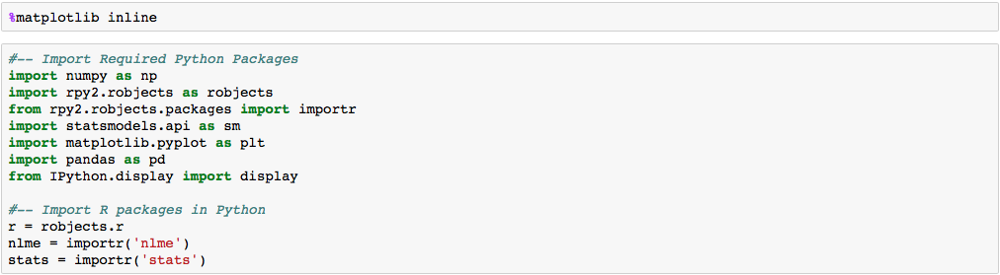 %matplotlib inline
#-- Import Required Python Packages
import numpy as np
import rpy2.robjects as robjects
from rpy2.robjects.packages import importr
import statsmodels.api as sm
import matplotlib.pyplot as plt
import pandas as pd
from IPython.display import display
#-- Import R packages in Python
r = robjects.r
nlme = importr('nlme')
stats = importr('stats')